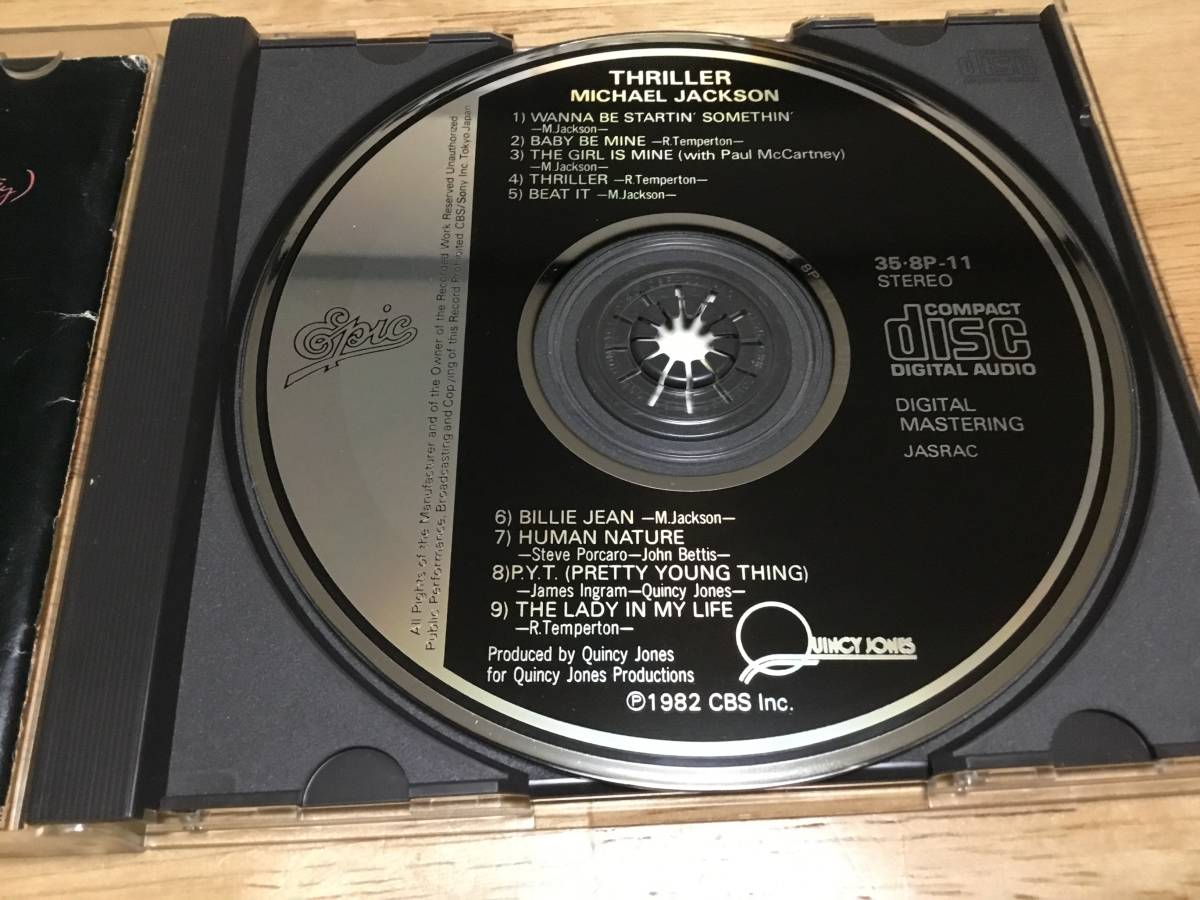 THRILLER
MICHAEL JACKSON
1) WANNA BE STARTIN' SOMETHIN'
—M.Jackson—
2) BABY BE MINE —R.Temperton—
3) THE GIRL IS MINE (with Paul McCartney)
—M.Jackson—
4) THRILLER —R.Temperton—
5) BEAT IT —M.Jackson—
35·8P-11
STEREO
COMPACT
disc
DIGITAL AUDIO
DIGITAL
MASTERING
JASRAC
Epic
All Rights of the Manufacturer and of the Owner of the Recorded Work Reserved Unauthorized
Public Performance, Broadcasting and Copying of this Record Prohibited CBS/Sony Inc. Tokyo Japan
6) BILLIE JEAN —M.Jackson—
7) HUMAN NATURE
—Steve Porcaro—John Bettis—
8)P.Y.T. (PRETTY YOUNG THING)
—James Ingram—Quincy Jones—
9) THE LADY IN MY LIFE
—R.Temperton—
QUINCY JONES
Produced by Quincy Jones
for Quincy Jones Productions
Ⓟ1982 CBS Inc.